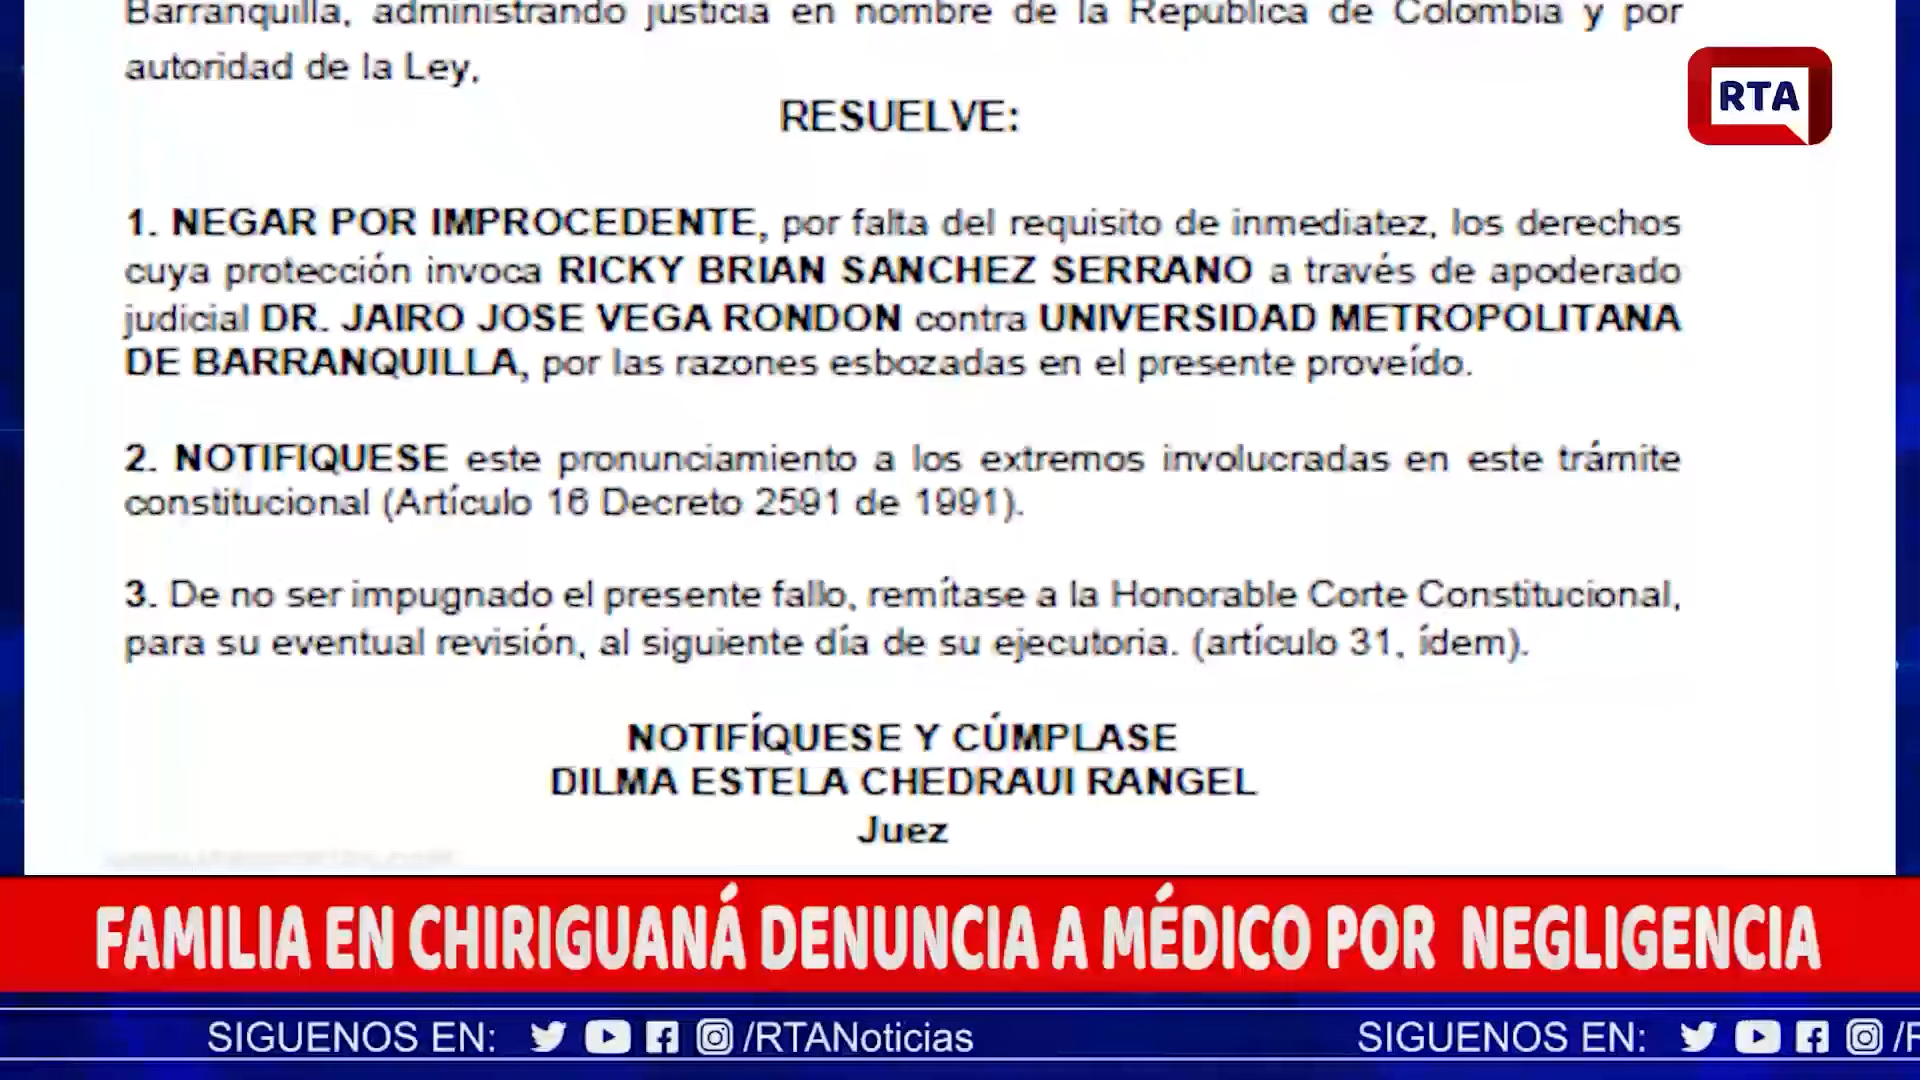 Barranquilla, administrando justicia en nombre de la República de Colombia y por
autoridad de la Ley,
RESUELVE:
RTA
1. NEGAR POR IMPROCEDENTE, por falta del requisito de inmediatez, los derechos
cuya protección invoca RICKY BRIAN SANCHEZ SERRANO a través de apoderado
judicial DR. JAIRO JOSE VEGA RONDON contra UNIVERSIDAD METROPOLITANA
DE BARRANQUILLA, por las razones esbozadas en el presente proveído.
2. NOTIFIQUESE este pronunciamiento a los extremos involucradas en este trámite
constitucional (Artículo 16 Decreto 2591 de 1991).
3. De no ser impugnado el presente fallo, remítase a la Honorable Corte Constitucional,
para su eventual revisión, al siguiente día de su ejecutoria. (artículo 31, ídem).
NOTIFÍQUESE Y CÚMPLASE
DILMA ESTELA CHEDRAUI RANGEL
Juez
FAMILIA EN CHIRIGUANÁ DENUNCIA A MÉDICO POR NEGLIGENCIA
SIGUENOS EN: /RTANoticias SIGUENOS EN: /R